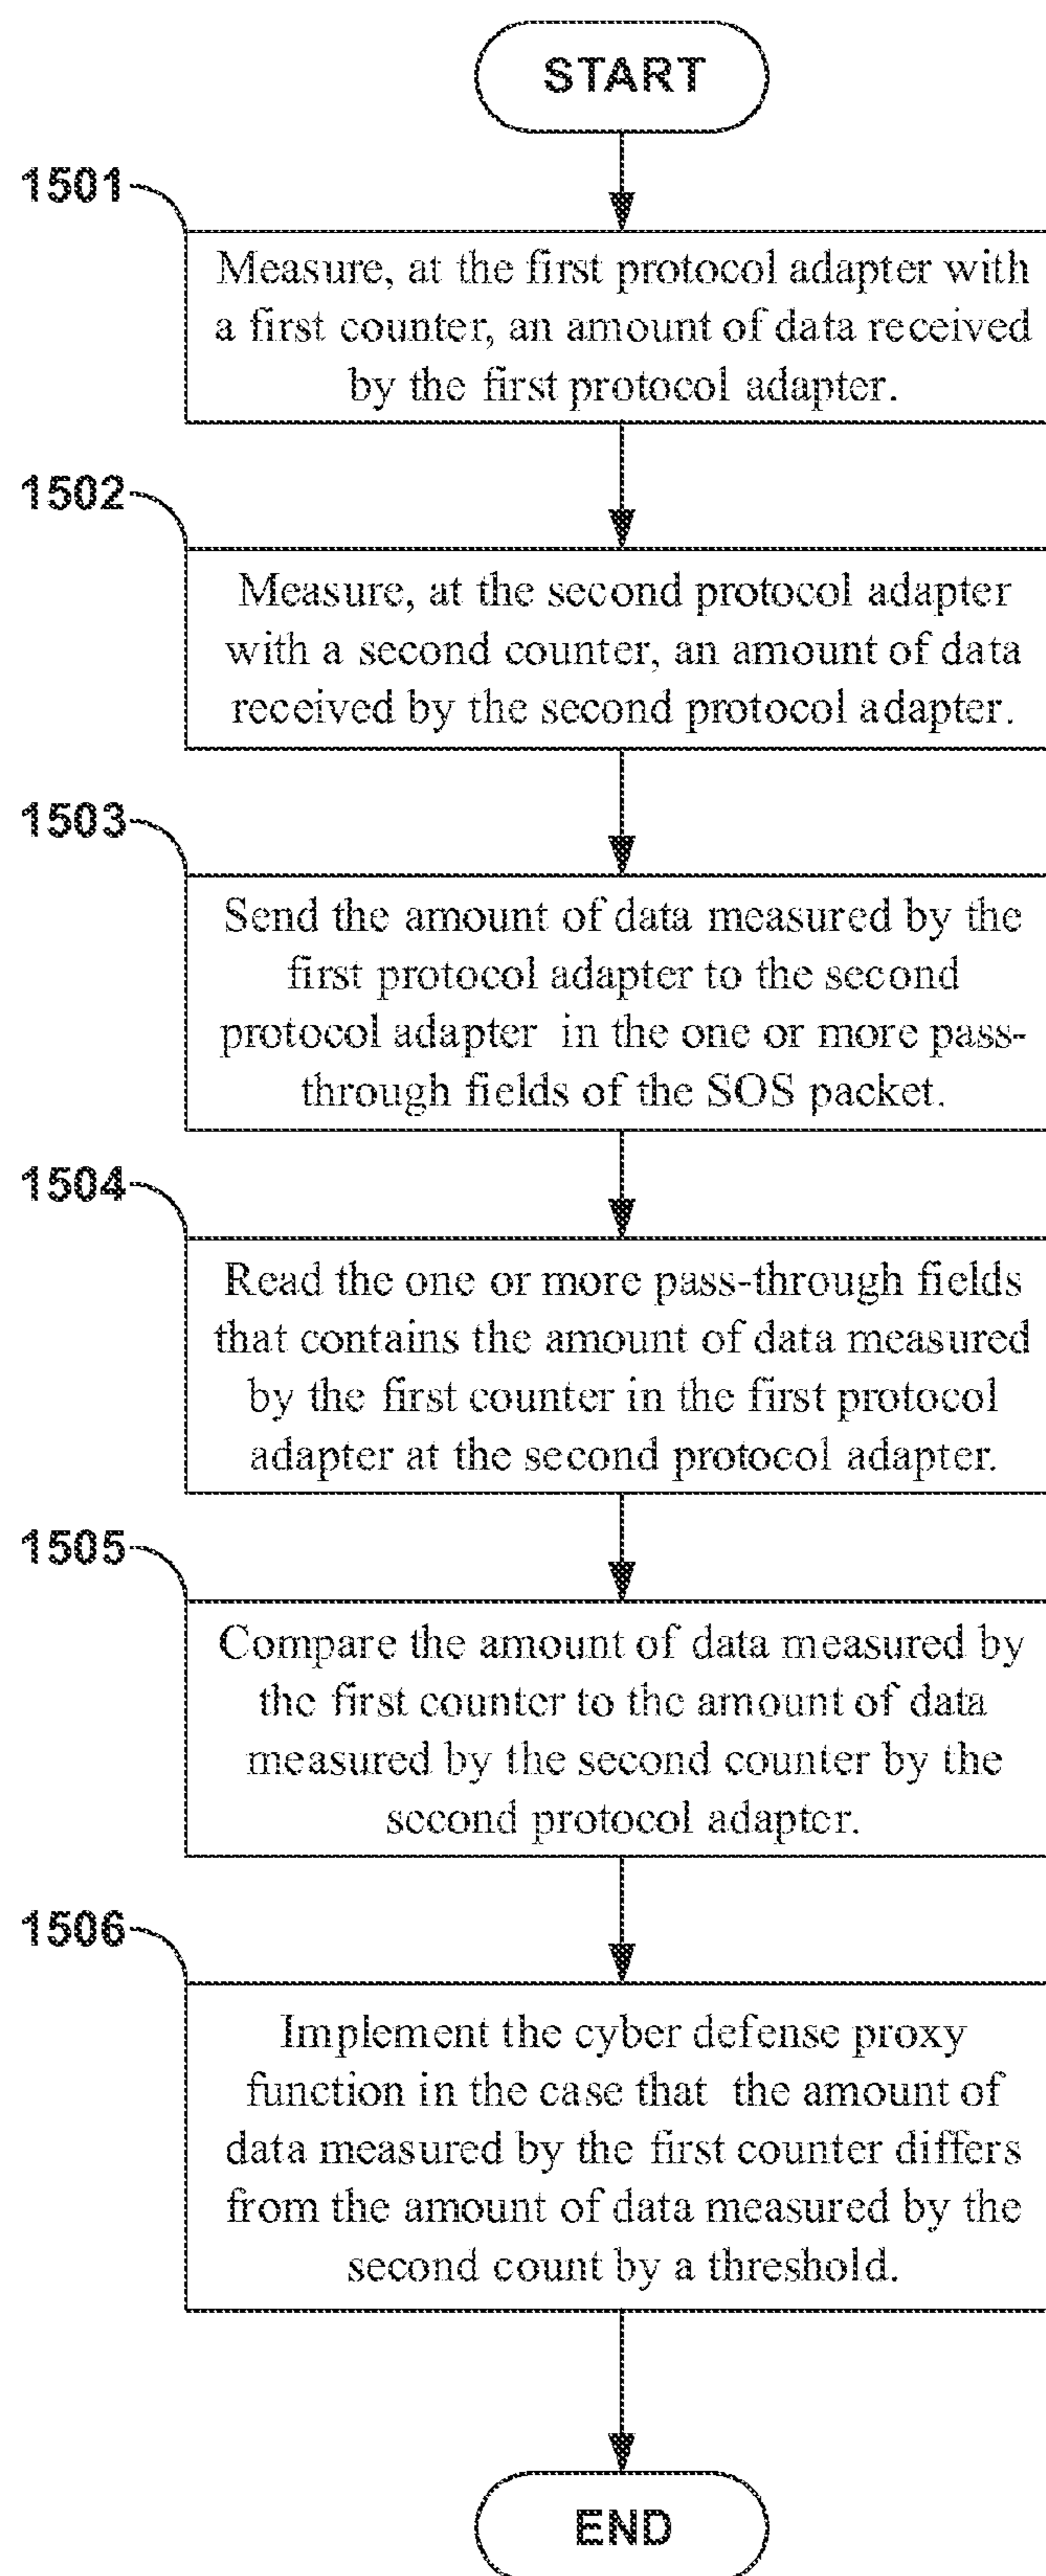 START
1501
Measure, at the first protocol adapter with
a first counter, an amount of data received
by the first protocol adapter.
1502
Measure, at the second protocol adapter
with a second counter, an amount of data
received by the second protocol adapter.
1503
Send the amount of data measured by the
first protocol adapter to the second
protocol adapter in the one or more pass-
through fields of the SOS packet.
1504
Read the one or more pass-through fields
that contains the amount of data measured
by the first counter in the first protocol
adapter at the second protocol adapter.
1505
Compare the amount of data measured by
the first counter to the amount of data
measured by the second counter by the
second protocol adapter.
1506
Implement the cyber defense proxy
function in the case that the amount of
data measured by the first counter differs
from the amount of data measured by the
second count by a threshold.
END